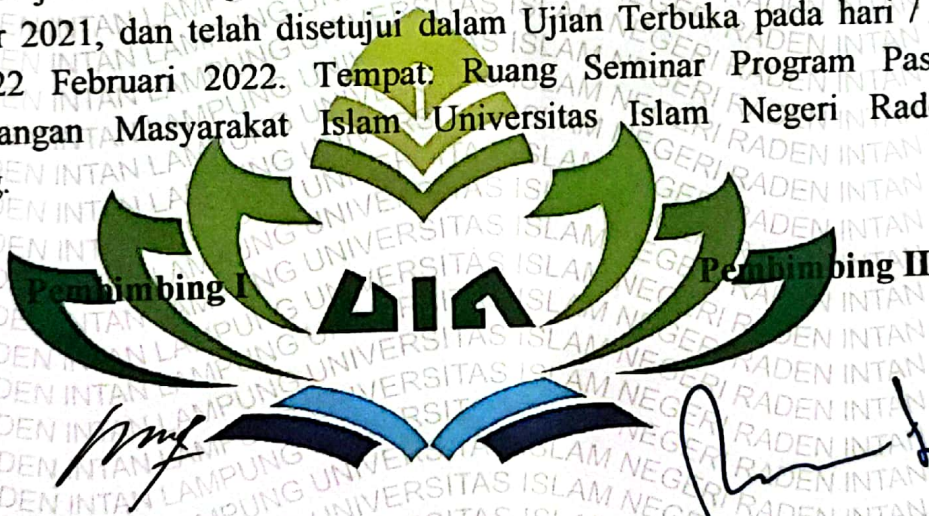 2021, dan telah disetujui dalam Ujian Terbuka pada hari /
22 Februari 2022. Tempat: Ruang Seminar Program Pas
angan Masyarakat Islam Universitas Islam Negeri Rad
Pembimbing I Pembimbing II
UIN